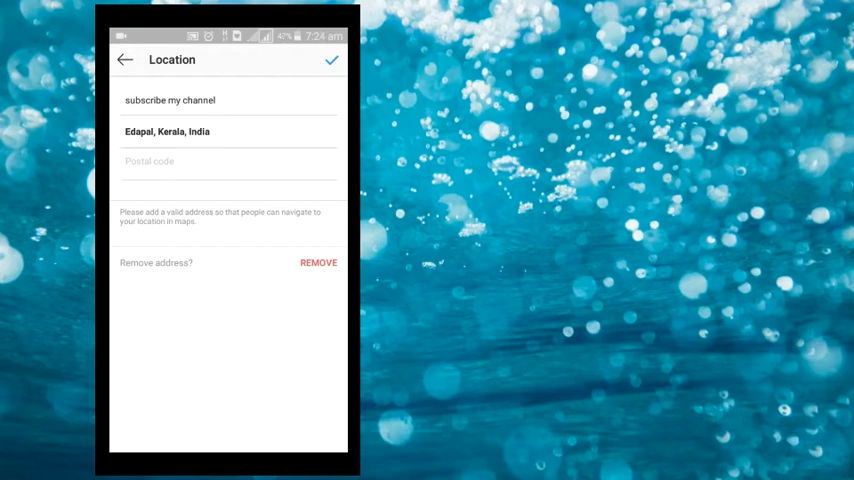 42% 7:24 am
Location
subscribe my channel
Edapal, Kerala, India
Postal code
Please add a valid address so that people can navigate to
your location in maps.
Remove address? REMOVE